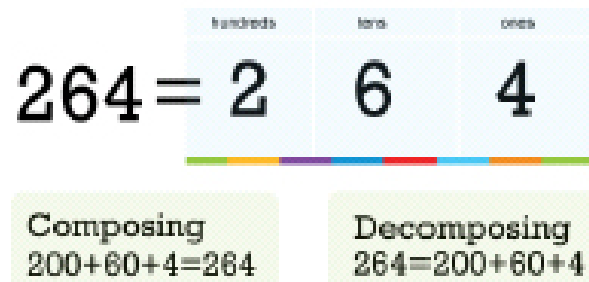 hundreds tens ones
264= 2 6 4
Composing
200+60+4=264
Decomposing
264=200+60+4